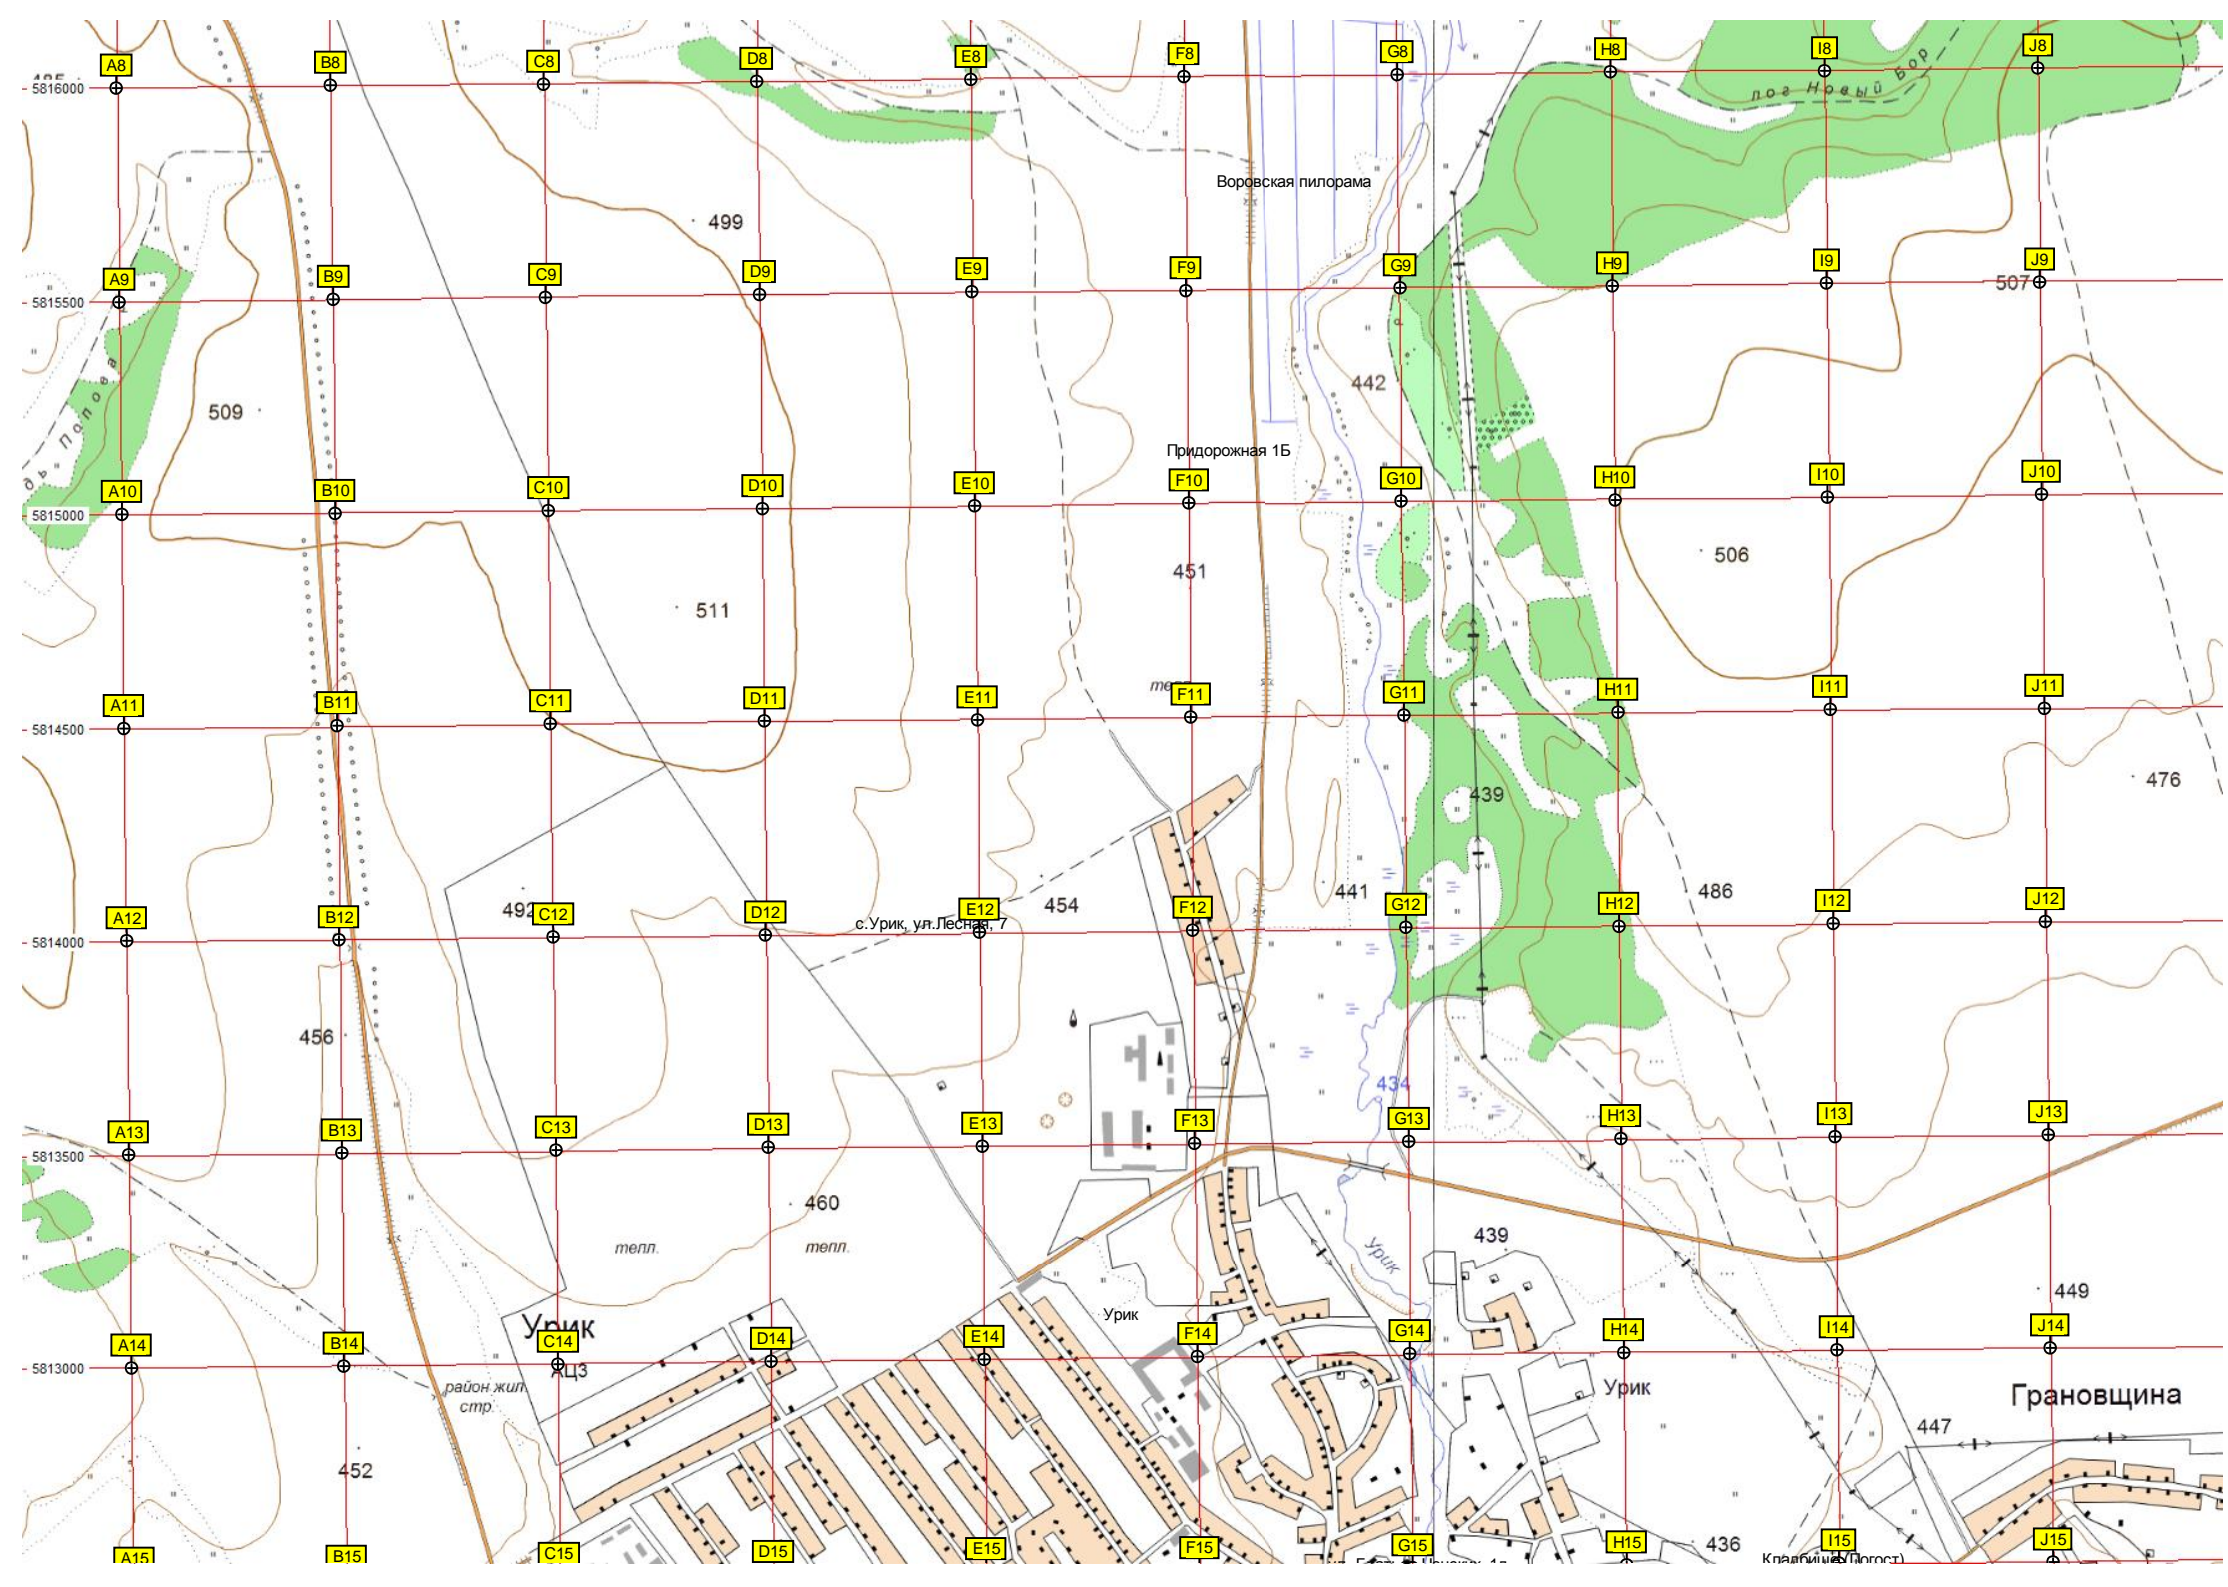 A8 B8 C8 D8 E8 F8 G8 H8 I8 J8
5816000
лог Новый Бор
Воровская пилорама
499
A9 B9 C9 D9 E9 F9 G9 H9 I9 J9
5815500
507
442
509
Попова
Придорожная 1Б
A10 B10 C10 D10 E10 F10 G10 H10 I10 J10
5815000
506
451
511
A11 B11 C11 D11 E11 F11 G11 H11 I11 J11
5814500
476
439
441
486
492
454
A12 B12 C12 D12 E12 F12 G12 H12 I12 J12
с.Урик, ул.Лесная, 7
5814000
456
434
A13 B13 C13 D13 E13 F13 G13 H13 I13 J13
5813500
460
тепл.
тепл.
Урик
439
449
Урик
Урик
A14 B14 C14 D14 E14 F14 G14 H14 I14 J14
5813000
АЦЗ
район жил.
стр.
Урик
Грановщина
447
452
436
A15 B15 C15 D15 E15 F15 G15 H15 I15 J15
Кладбище (Погост)